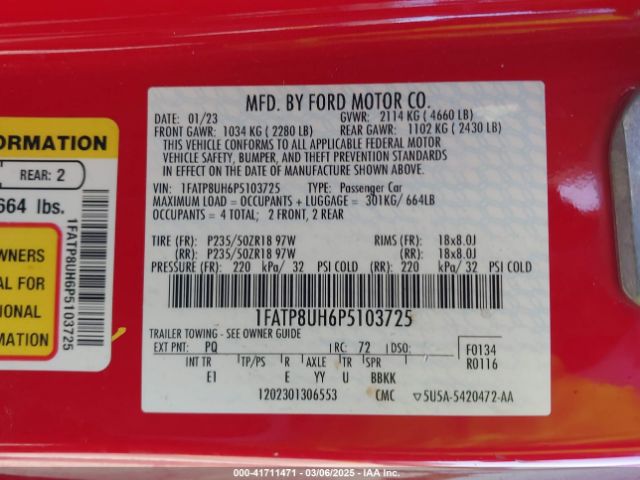 MFD. BY FORD MOTOR CO.
DATE: 01/23 GVWR: 2114 KG ( 4660 LB)
FRONT GAWR: 1034 KG ( 2280 LB) REAR GAWR: 1102 KG ( 2430 LB)
THIS VEHICLE CONFORMS TO ALL APPLICABLE FEDERAL MOTOR
VEHICLE SAFETY, BUMPER, AND THEFT PREVENTION STANDARDS
IN EFFECT ON THE DATE OF MANUFACTURE SHOWN ABOVE.
VIN: 1FATP8UH6P5103725 TYPE: Passenger Car
MAXIMUM LOAD = OCCUPANTS + LUGGAGE = 301KG/ 664LB
OCCUPANTS = 4 TOTAL; 2 FRONT, 2 REAR
TIRE (FR): P235/50ZR18 97W RIMS (FR): 18x8.0J
(RR): P235/50ZR18 97W (RR): 18x8.0J
PRESSURE (FR): 220 kPa/ 32 PSI COLD (RR): 220 kPa/ 32 PSI COLD
1FATP8UH6P5103725
TRAILER TOWING - SEE OWNER GUIDE
EXT PNT: PQ RC: 72 DSO: F0134
INT TR TP/PS R AXLE TR SPR R0116
E1 E YY U BBKK
1202301306553 CMC SU5A-5420472-AA
ORMATION
REAR: 2
664 lbs.
WNERS
AL FOR
IONAL
TION
1FATP8UH6P5103725
000-41711471 | 03/06/2025 | IAA Inc.